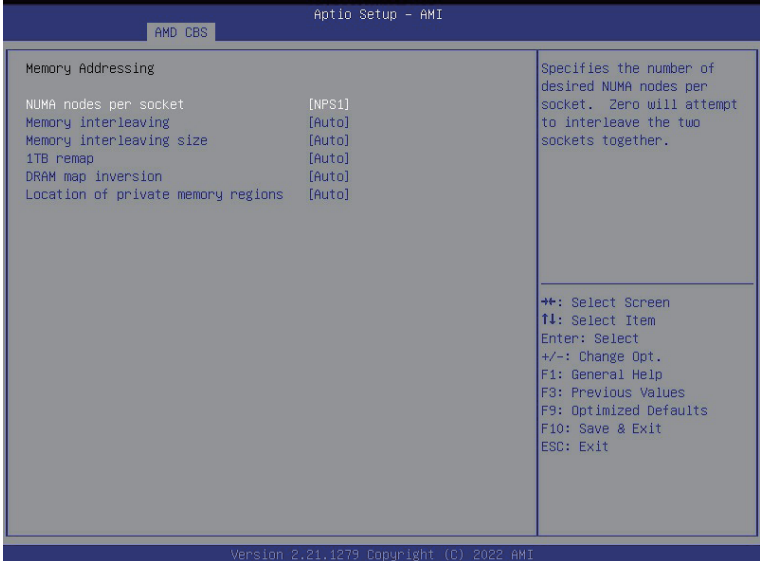 Aptio Setup – AMI
AMD CBS
Memory Addressing
NUMA nodes per socket [NPS1]
Memory interleaving [Auto]
Memory interleaving size [Auto]
1TB remap [Auto]
DRAM map inversion [Auto]
Location of private memory regions [Auto]
Specifies the number of
desired NUMA nodes per
socket. Zero will attempt
to interleave the two
sockets together.
→←: Select Screen
↑↓: Select Item
Enter: Select
+/-: Change Opt.
F1: General Help
F3: Previous Values
F9: Optimized Defaults
F10: Save & Exit
ESC: Exit
Version 2.21.1279 Copyright (C) 2022 AMI